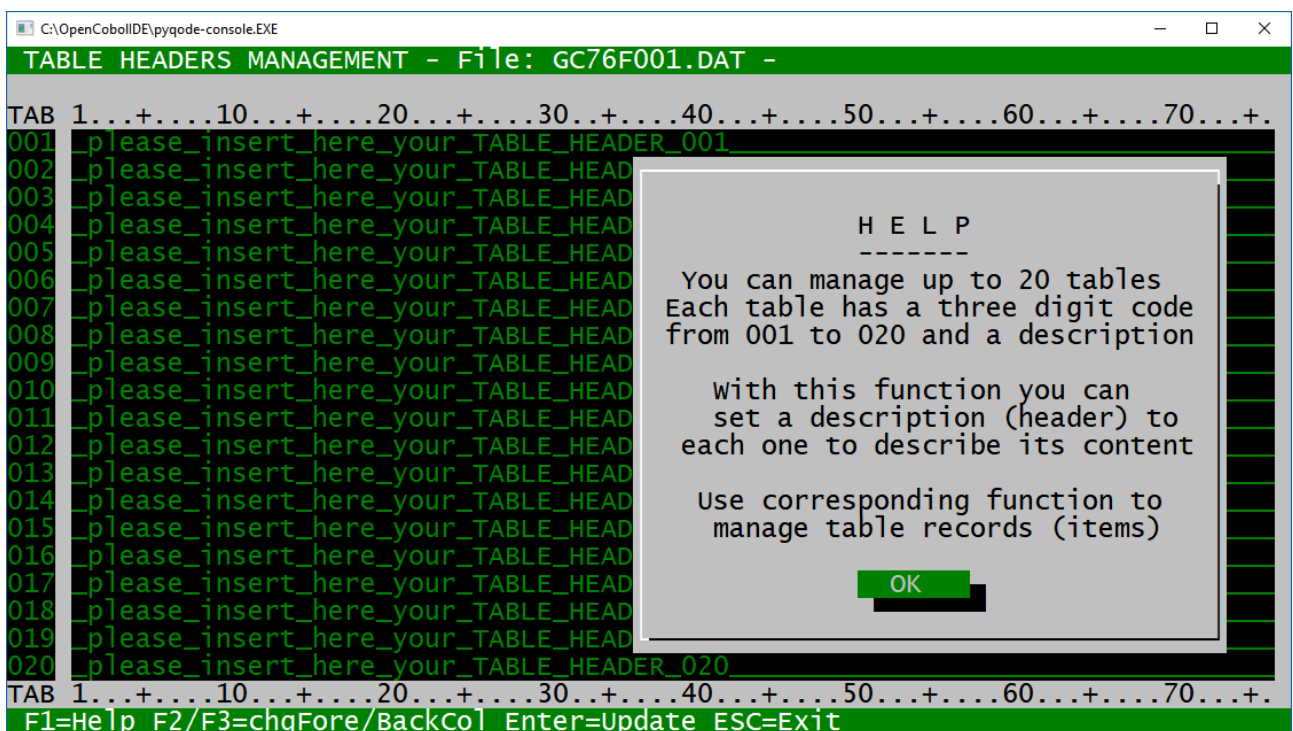 C:\OpenCobolIDE\pyqode-console.EXE
TABLE HEADERS MANAGEMENT - File: GC76F001.DAT -
TAB 1...+....10...+....20...+....30..+....40...+....50...+....60...+....70...+.
001 _please_insert_here_your_TABLE_HEADER_001
002 _please_insert_here_your_TABLE_HEAD
003 _please_insert_here_your_TABLE_HEAD
004 _please_insert_here_your_TABLE_HEAD
005 _please_insert_here_your_TABLE_HEAD
006 _please_insert_here_your_TABLE_HEAD
007 _please_insert_here_your_TABLE_HEAD
008 _please_insert_here_your_TABLE_HEAD
009 _please_insert_here_your_TABLE_HEAD
010 _please_insert_here_your_TABLE_HEAD
011 _please_insert_here_your_TABLE_HEAD
012 _please_insert_here_your_TABLE_HEAD
013 _please_insert_here_your_TABLE_HEAD
014 _please_insert_here_your_TABLE_HEAD
015 _please_insert_here_your_TABLE_HEAD
016 _please_insert_here_your_TABLE_HEAD
017 _please_insert_here_your_TABLE_HEAD
018 _please_insert_here_your_TABLE_HEAD
019 _please_insert_here_your_TABLE_HEAD
020 _please_insert_here_your_TABLE_HEADER_020
H E L P
-------
You can manage up to 20 tables
Each table has a three digit code
from 001 to 020 and a description
With this function you can
set a description (header) to
each one to describe its content
Use corresponding function to
manage table records (items)
OK
TAB 1...+....10...+....20...+....30..+....40...+....50...+....60...+....70...+.
F1=Help F2/F3=chgFore/BackCol Enter=Update ESC=Exit